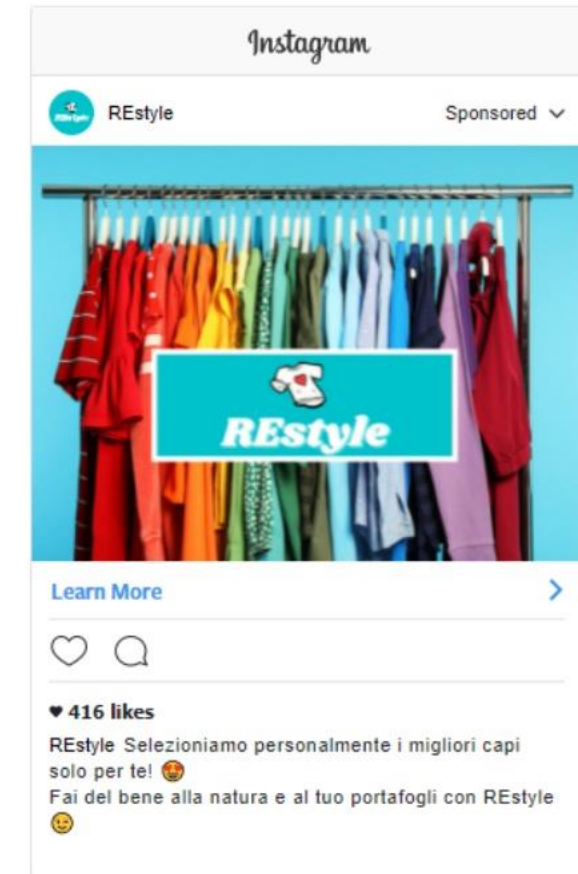 Instagram
REstyle
Sponsored
REstyle
Learn More
♥ 416 likes
REstyle Selezioniamo personalmente i migliori capi
solo per te! 🤩
Fai del bene alla natura e al tuo portafogli con REstyle
😉